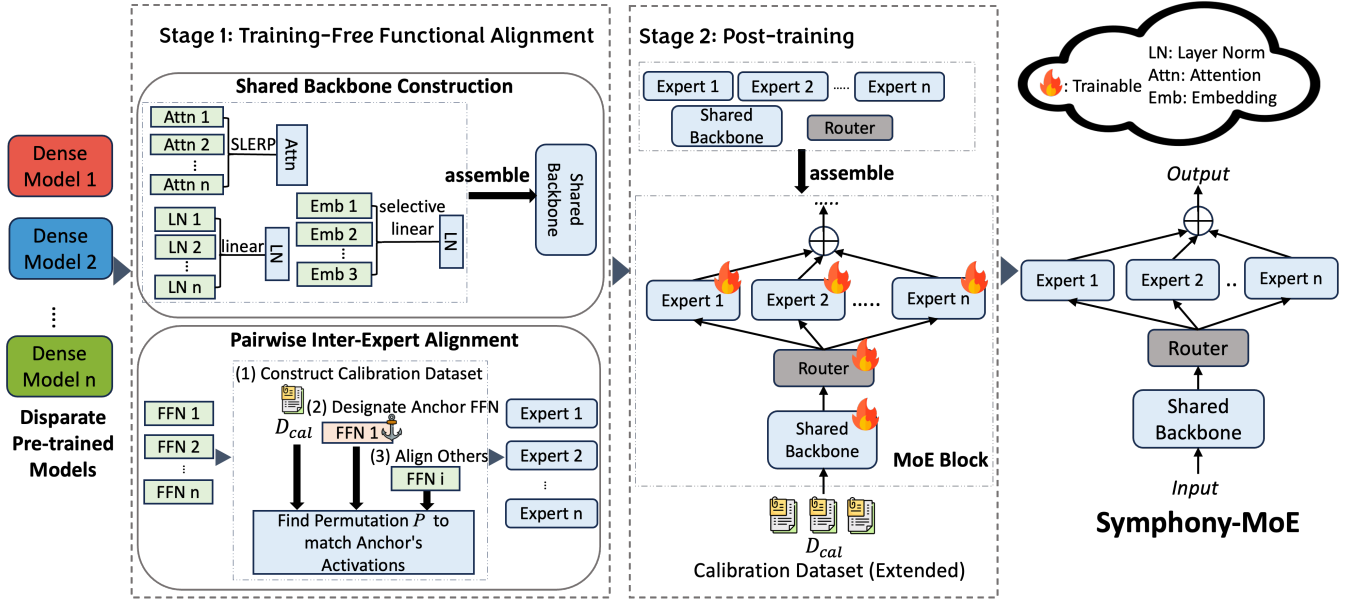 Dense
Model 1
Dense
Model 2
Dense
Model n
Disparate
Pre-trained
Models
Stage 1: Training-Free Functional Alignment
Shared Backbone Construction
Attn 1
Attn 2
Attn n
SLERP
Attn
LN 1
LN 2
LN n
linear
LN
Emb 1
Emb 2
Emb 3
selective
linear
LN
assemble
Shared
Backbone
Pairwise Inter-Expert Alignment
FFN 1
FFN 2
FFN n
(1) Construct Calibration Dataset
(2) Designate Anchor FFN
D_cal
FFN 1
(3) Align Others
FFN i
Find Permutation P to
match Anchor's
Activations
Expert 1
Expert 2
Expert n
Stage 2: Post-training
Expert 1
Expert 2
.....
Expert n
Shared
Backbone
Router
assemble
.....
Expert 1
Expert 2
.....
Expert n
Router
Shared
Backbone
MoE Block
D_cal
Calibration Dataset (Extended)
: Trainable
LN: Layer Norm
Attn: Attention
Emb: Embedding
Output
Expert 1
Expert 2
..
Expert n
Router
Shared
Backbone
Input
Symphony-MoE